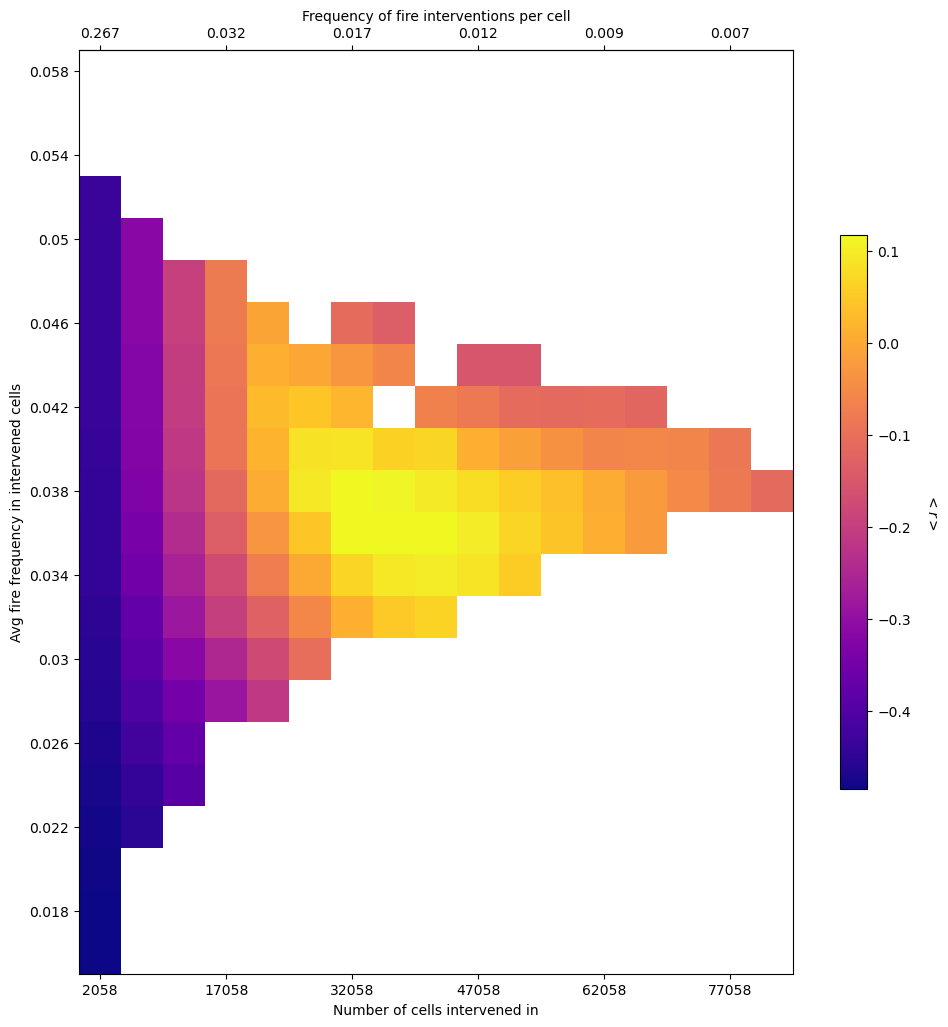 Frequency of fire interventions per cell
0.267 0.032 0.017 0.012 0.009 0.007
0.058
0.054
0.05
0.046
0.042
0.038
0.034
0.03
0.026
0.022
0.018
Avg fire frequency in intervened cells
2058 17058 32058 47058 62058 77058
Number of cells intervened in
0.1
0.0
−0.1
−0.2
−0.3
−0.4
< r >